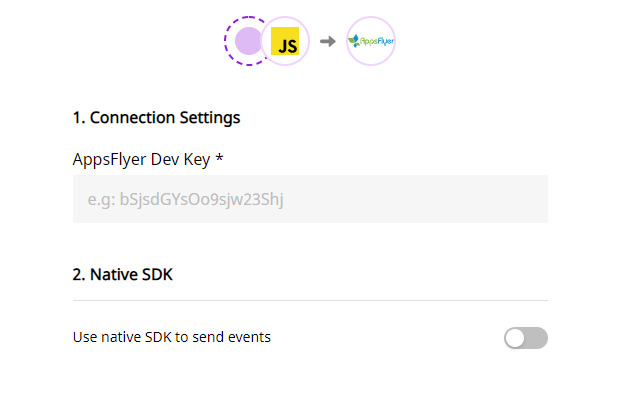 JS
AppsFlyer
1. Connection Settings
AppsFlyer Dev Key *
e.g: bSjsdGYsOo9sjw23Shj
2. Native SDK
Use native SDK to send events